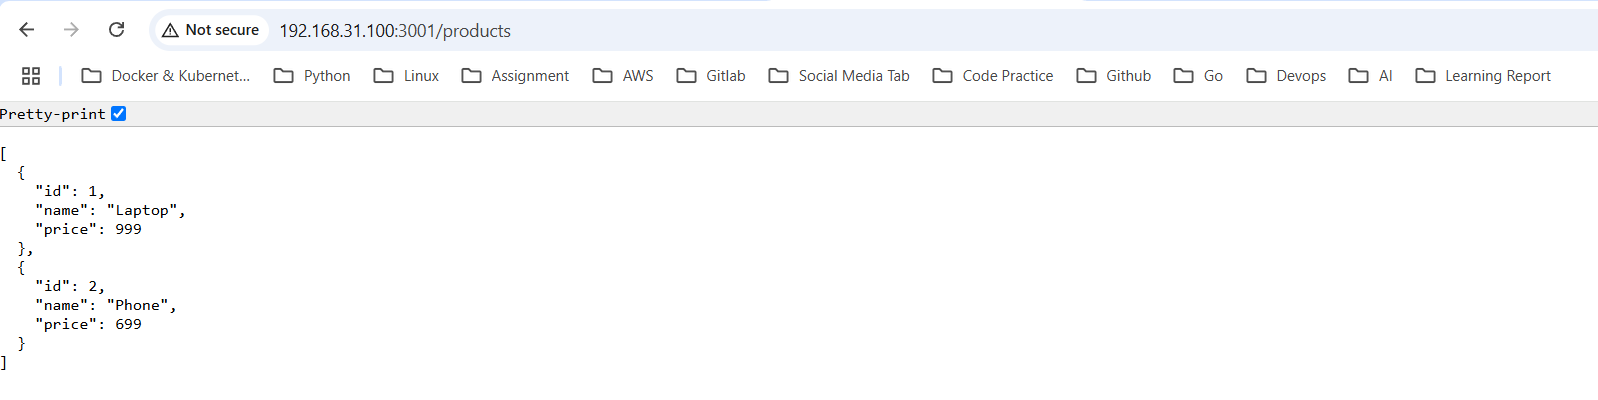 Not secure 192.168.31.100:3001/products
Docker & Kubernet... Python Linux Assignment AWS Gitlab Social Media Tab Code Practice Github Go Devops AI Learning Report
Pretty-print
[
  {
    "id": 1,
    "name": "Laptop",
    "price": 999
  },
  {
    "id": 2,
    "name": "Phone",
    "price": 699
  }
]